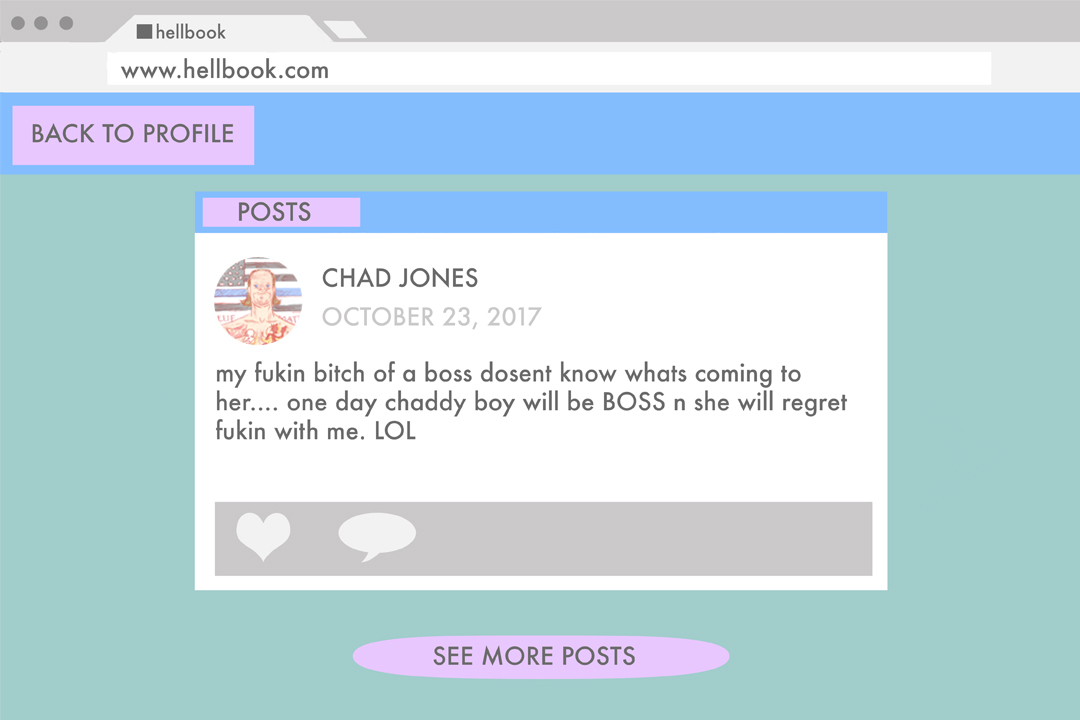 hellbook
www.hellbook.com
BACK TO PROFILE
POSTS
CHAD JONES
OCTOBER 23, 2017
my fukin bitch of a boss dosent know whats coming to
her.... one day chaddy boy will be BOSS n she will regret
fukin with me. LOL
SEE MORE POSTS